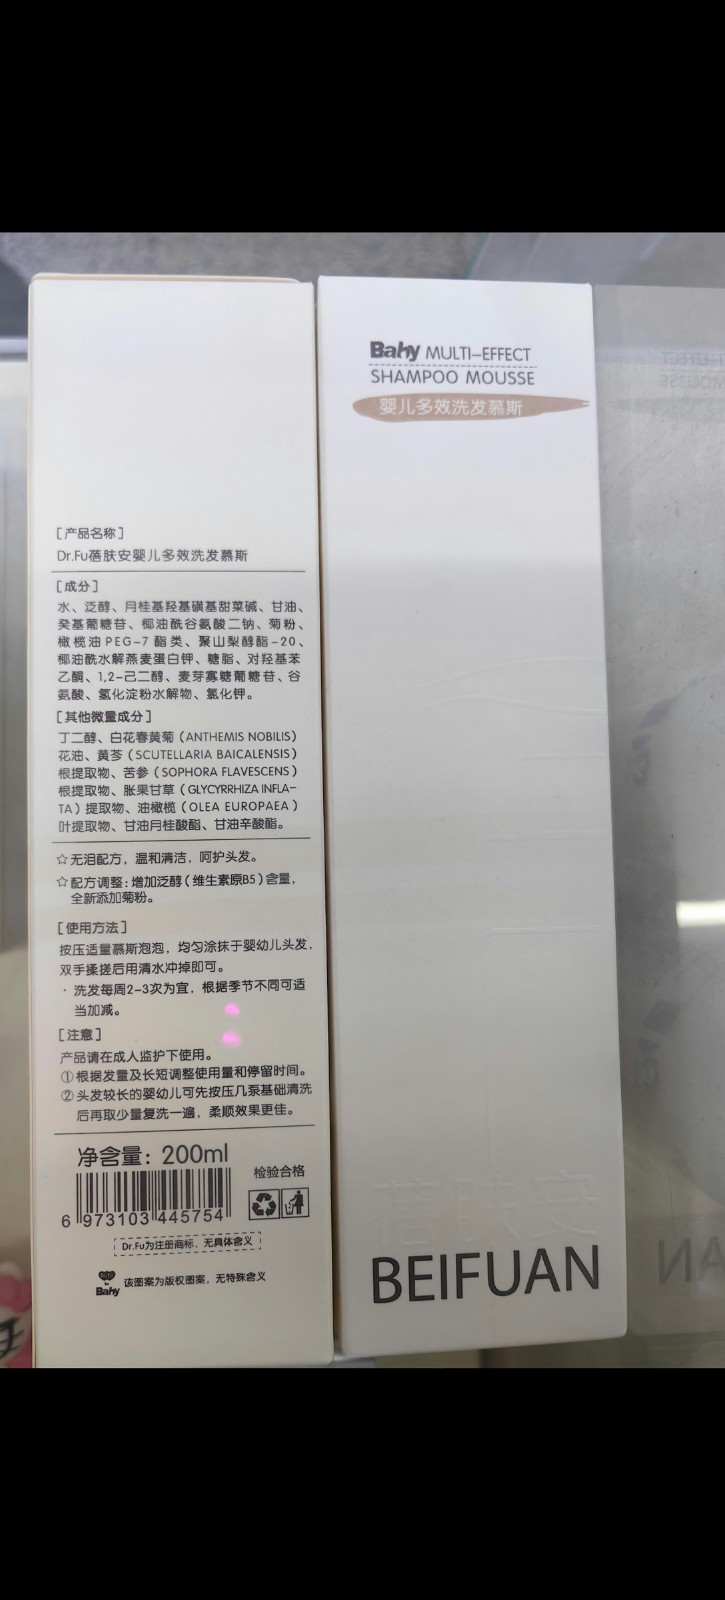 [产品名称]
Dr.Fu蓓肤安婴儿多效洗发慕斯
[成分]
水、泛醇、月桂基羟基磺基甜菜碱、甘油、
癸基葡糖苷、椰油酰谷氨酸二钠、菊粉、
橄榄油PEG-7酯类、聚山梨醇酯-20、
椰油酰水解燕麦蛋白钾、糖脂、对羟基苯
乙酮、1,2-己二醇、麦芽寡糖葡糖苷、谷
氨酸、氢化淀粉水解物、氯化钾。
[其他微量成分]
丁二醇、白花春黄菊(ANTHEMIS NOBILIS)
花油、黄芩(SCUTELLARIA BAICALENSIS)
根提取物、苦参(SOPHORA FLAVESCENS)
根提取物、胀果甘草(GLYCYRRHIZA INFLA-
TA)提取物、油橄榄(OLEA EUROPAEA)
叶提取物、甘油月桂酸酯、甘油辛酸酯。
☆无泪配方，温和清洁，呵护头发。
☆配方调整：增加泛醇(维生素原B5)含量，
全新添加菊粉。
[使用方法]
按压适量慕斯泡泡，均匀涂抹于婴幼儿头发，
双手揉搓后用清水冲掉即可。
·洗发每周2-3次为宜，根据季节不同可适
当加减。
[注意]
产品请在成人监护下使用。
①根据发量及长短调整使用量和停留时间。
②头发较长的婴幼儿可先按压几泵基础清洗
后再取少量复洗一遍，柔顺效果更佳。
净含量：200ml
检验合格
6 973103 445754
Dr.Fu为注册商标，无具体含义
Baby 该图案为版权图案，无特殊含义
Baby MULTI-EFFECT
SHAMPOO MOUSSE
婴儿多效洗发慕斯
蓓肤安
BEIFUAN